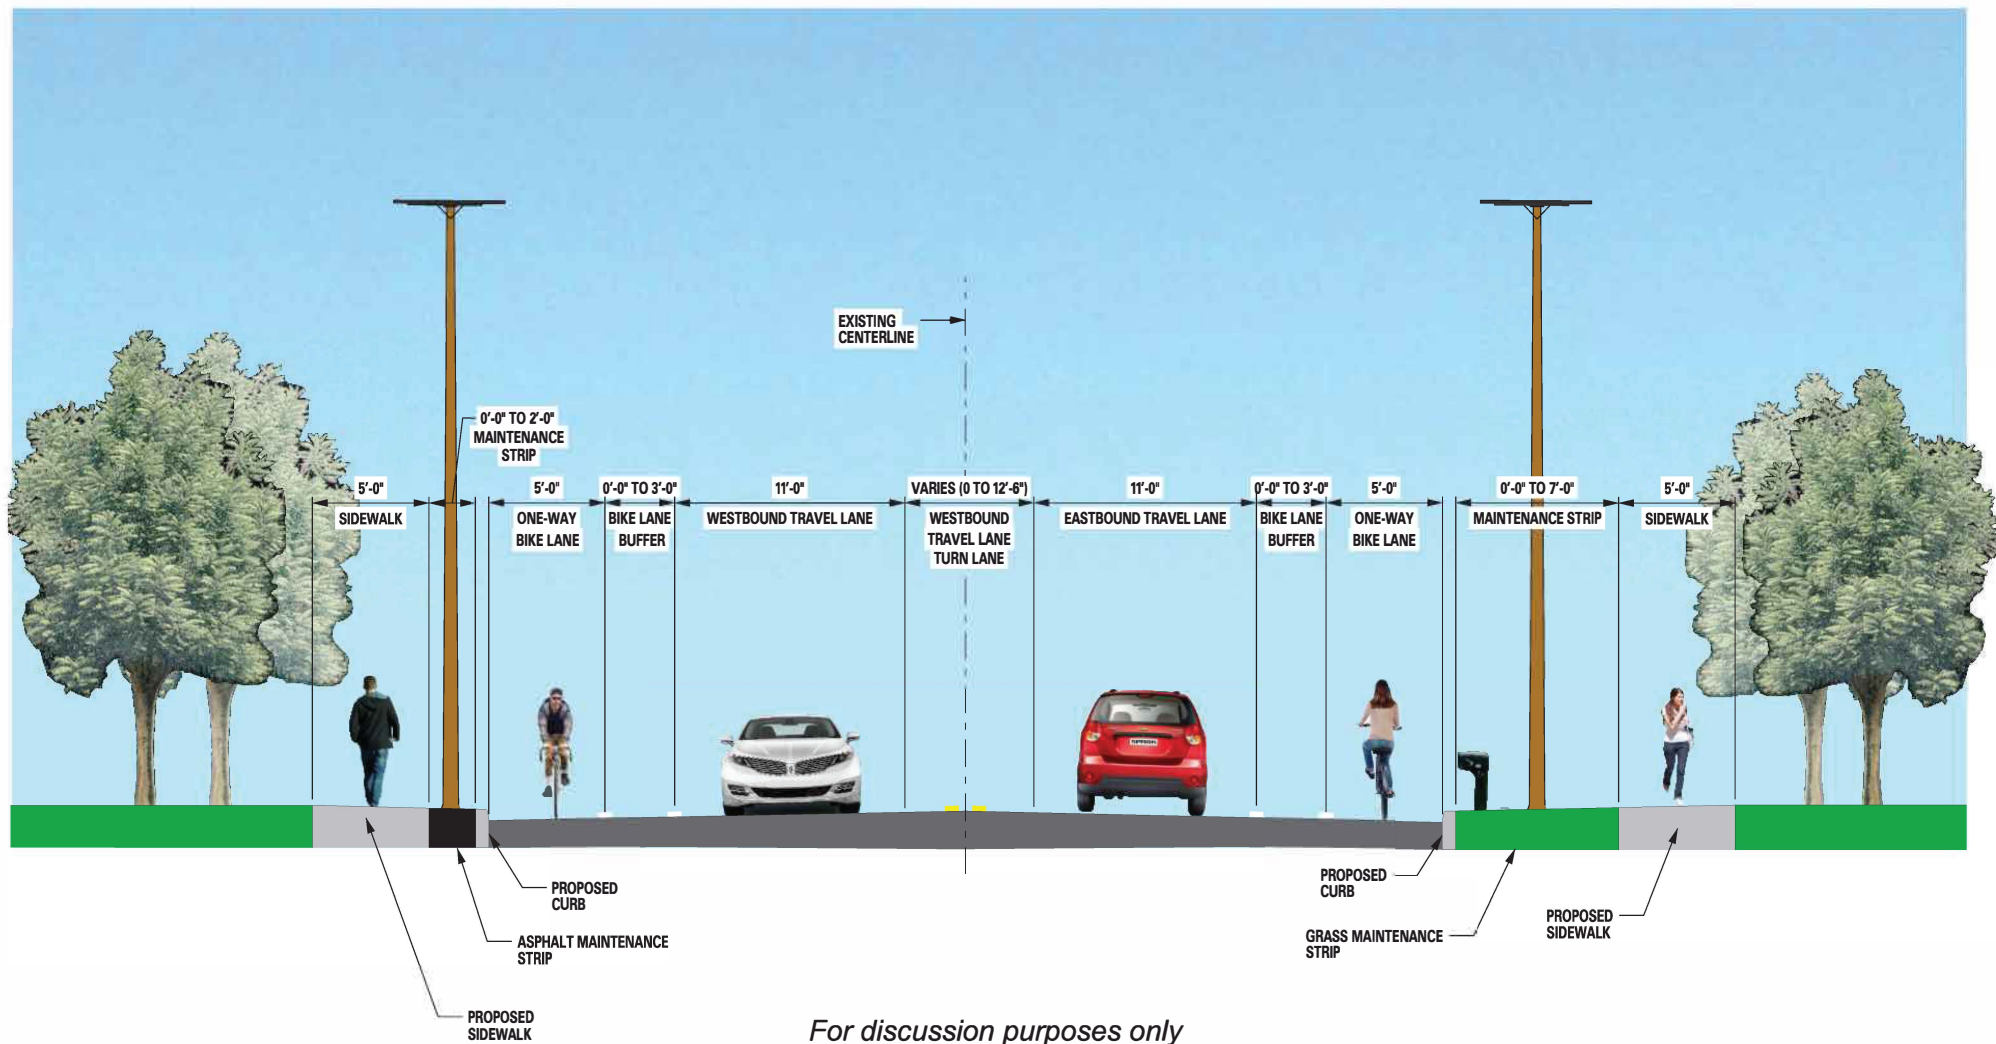 EXISTING
CENTERLINE
0'-0" TO 2'-0"
MAINTENANCE
STRIP
5'-0"
SIDEWALK
5'-0"
ONE-WAY
BIKE LANE
0'-0" TO 3'-0"
BIKE LANE
BUFFER
11'-0"
WESTBOUND TRAVEL LANE
VARIES (0 TO 12'-6")
WESTBOUND
TRAVEL LANE
TURN LANE
11'-0"
EASTBOUND TRAVEL LANE
0'-0" TO 3'-0"
BIKE LANE
BUFFER
5'-0"
ONE-WAY
BIKE LANE
0'-0" TO 7'-0"
MAINTENANCE STRIP
5'-0"
SIDEWALK
PROPOSED
CURB
ASPHALT MAINTENANCE
STRIP
PROPOSED
SIDEWALK
PROPOSED
CURB
GRASS MAINTENANCE
STRIP
PROPOSED
SIDEWALK
For discussion purposes only